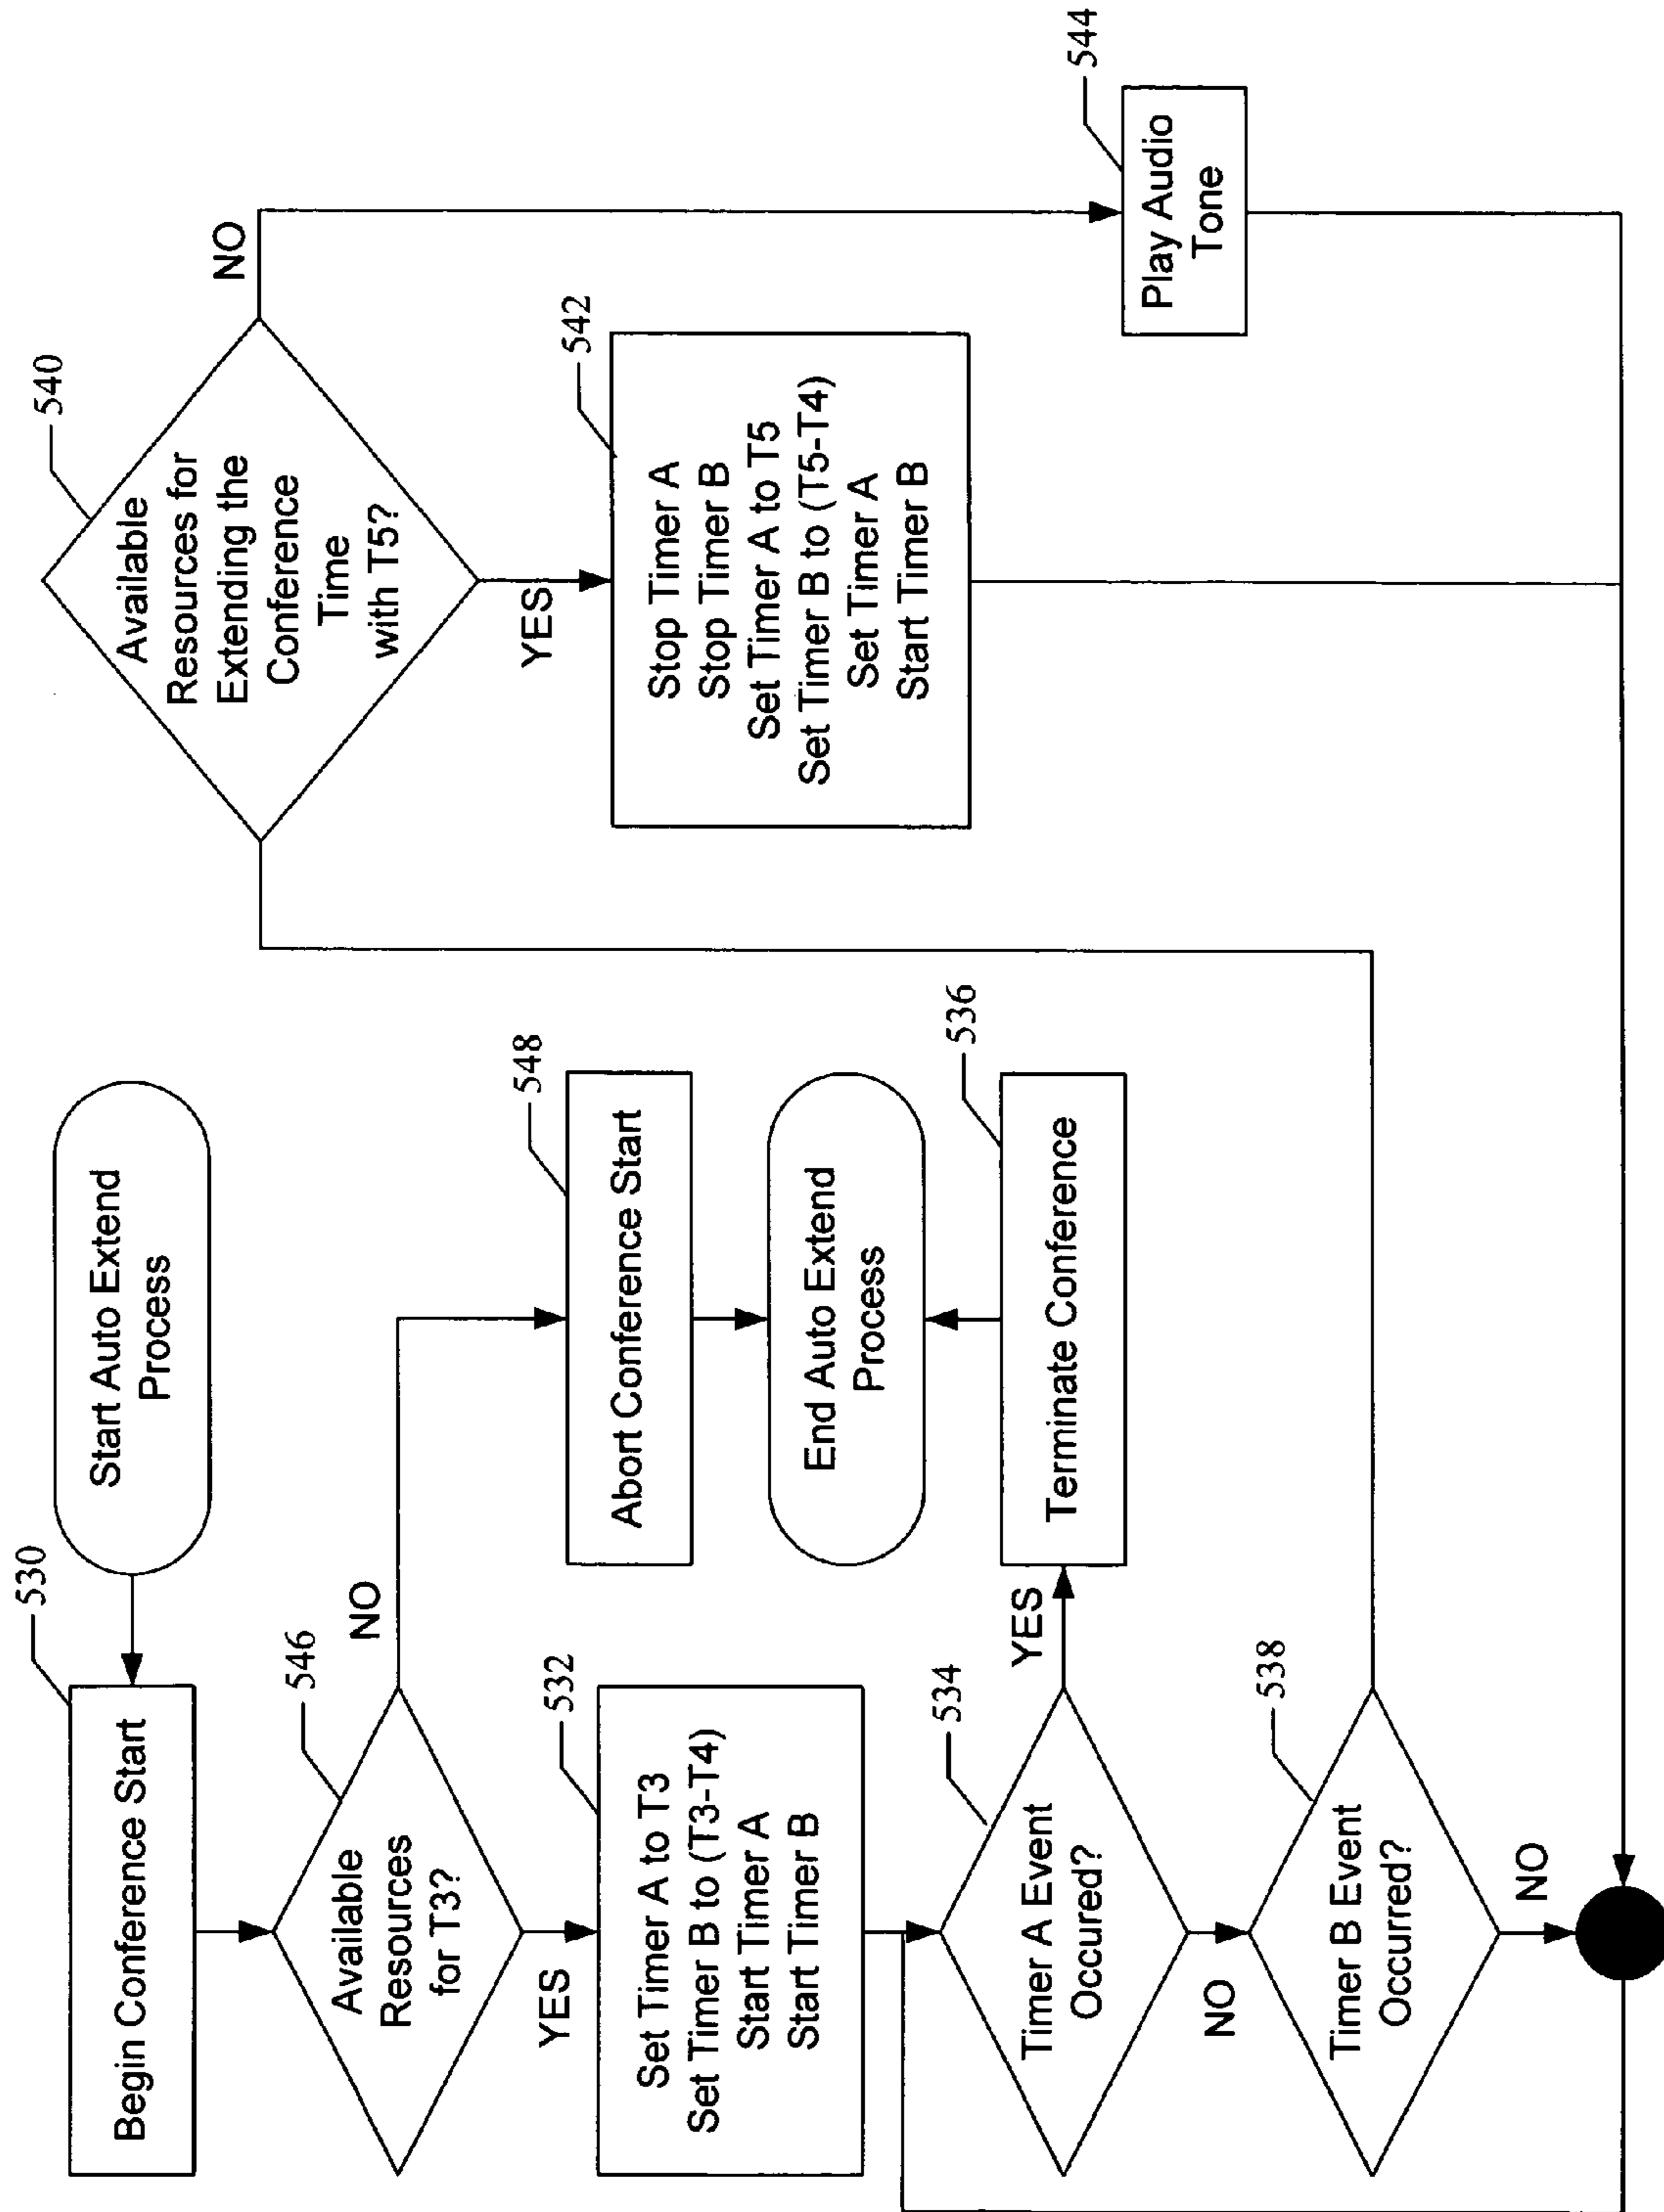 Start Auto Extend
Process
530
Begin Conference Start
546
Available
Resources
for T3?
NO
YES
548
Abort Conference Start
End Auto Extend
Process
532
Set Timer A to T3
Set Timer B to (T3-T4)
Start Timer A
Start Timer B
534
Timer A Event
Occured?
YES
NO
536
Terminate Conference
538
Timer B Event
Occurred?
NO
540
Available
Resources for
Extending the
Conference
Time
with T5?
NO
YES
542
Stop Timer A
Stop Timer B
Set Timer A to T5
Set Timer B to (T5-T4)
Set Timer A
Start Timer B
544
Play Audio
Tone